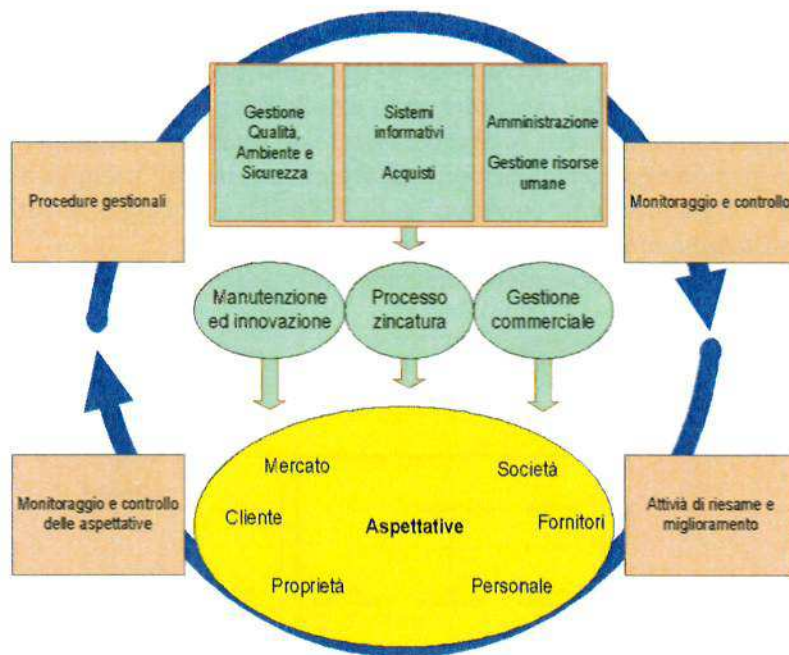 Gestione
Qualità,
Ambiente e
Sicurezza
Sistemi
informativi
Acquisti
Amministrazione
Gestione risorse
umane
Procedure gestionali
Monitoraggio e controllo
Manutenzione
ed innovazione
Processo
zincatura
Gestione
commerciale
Mercato
Società
Cliente
Aspettative
Fornitori
Proprietà
Personale
Monitoraggio e controllo
delle aspettative
Attività di riesame e
miglioramento